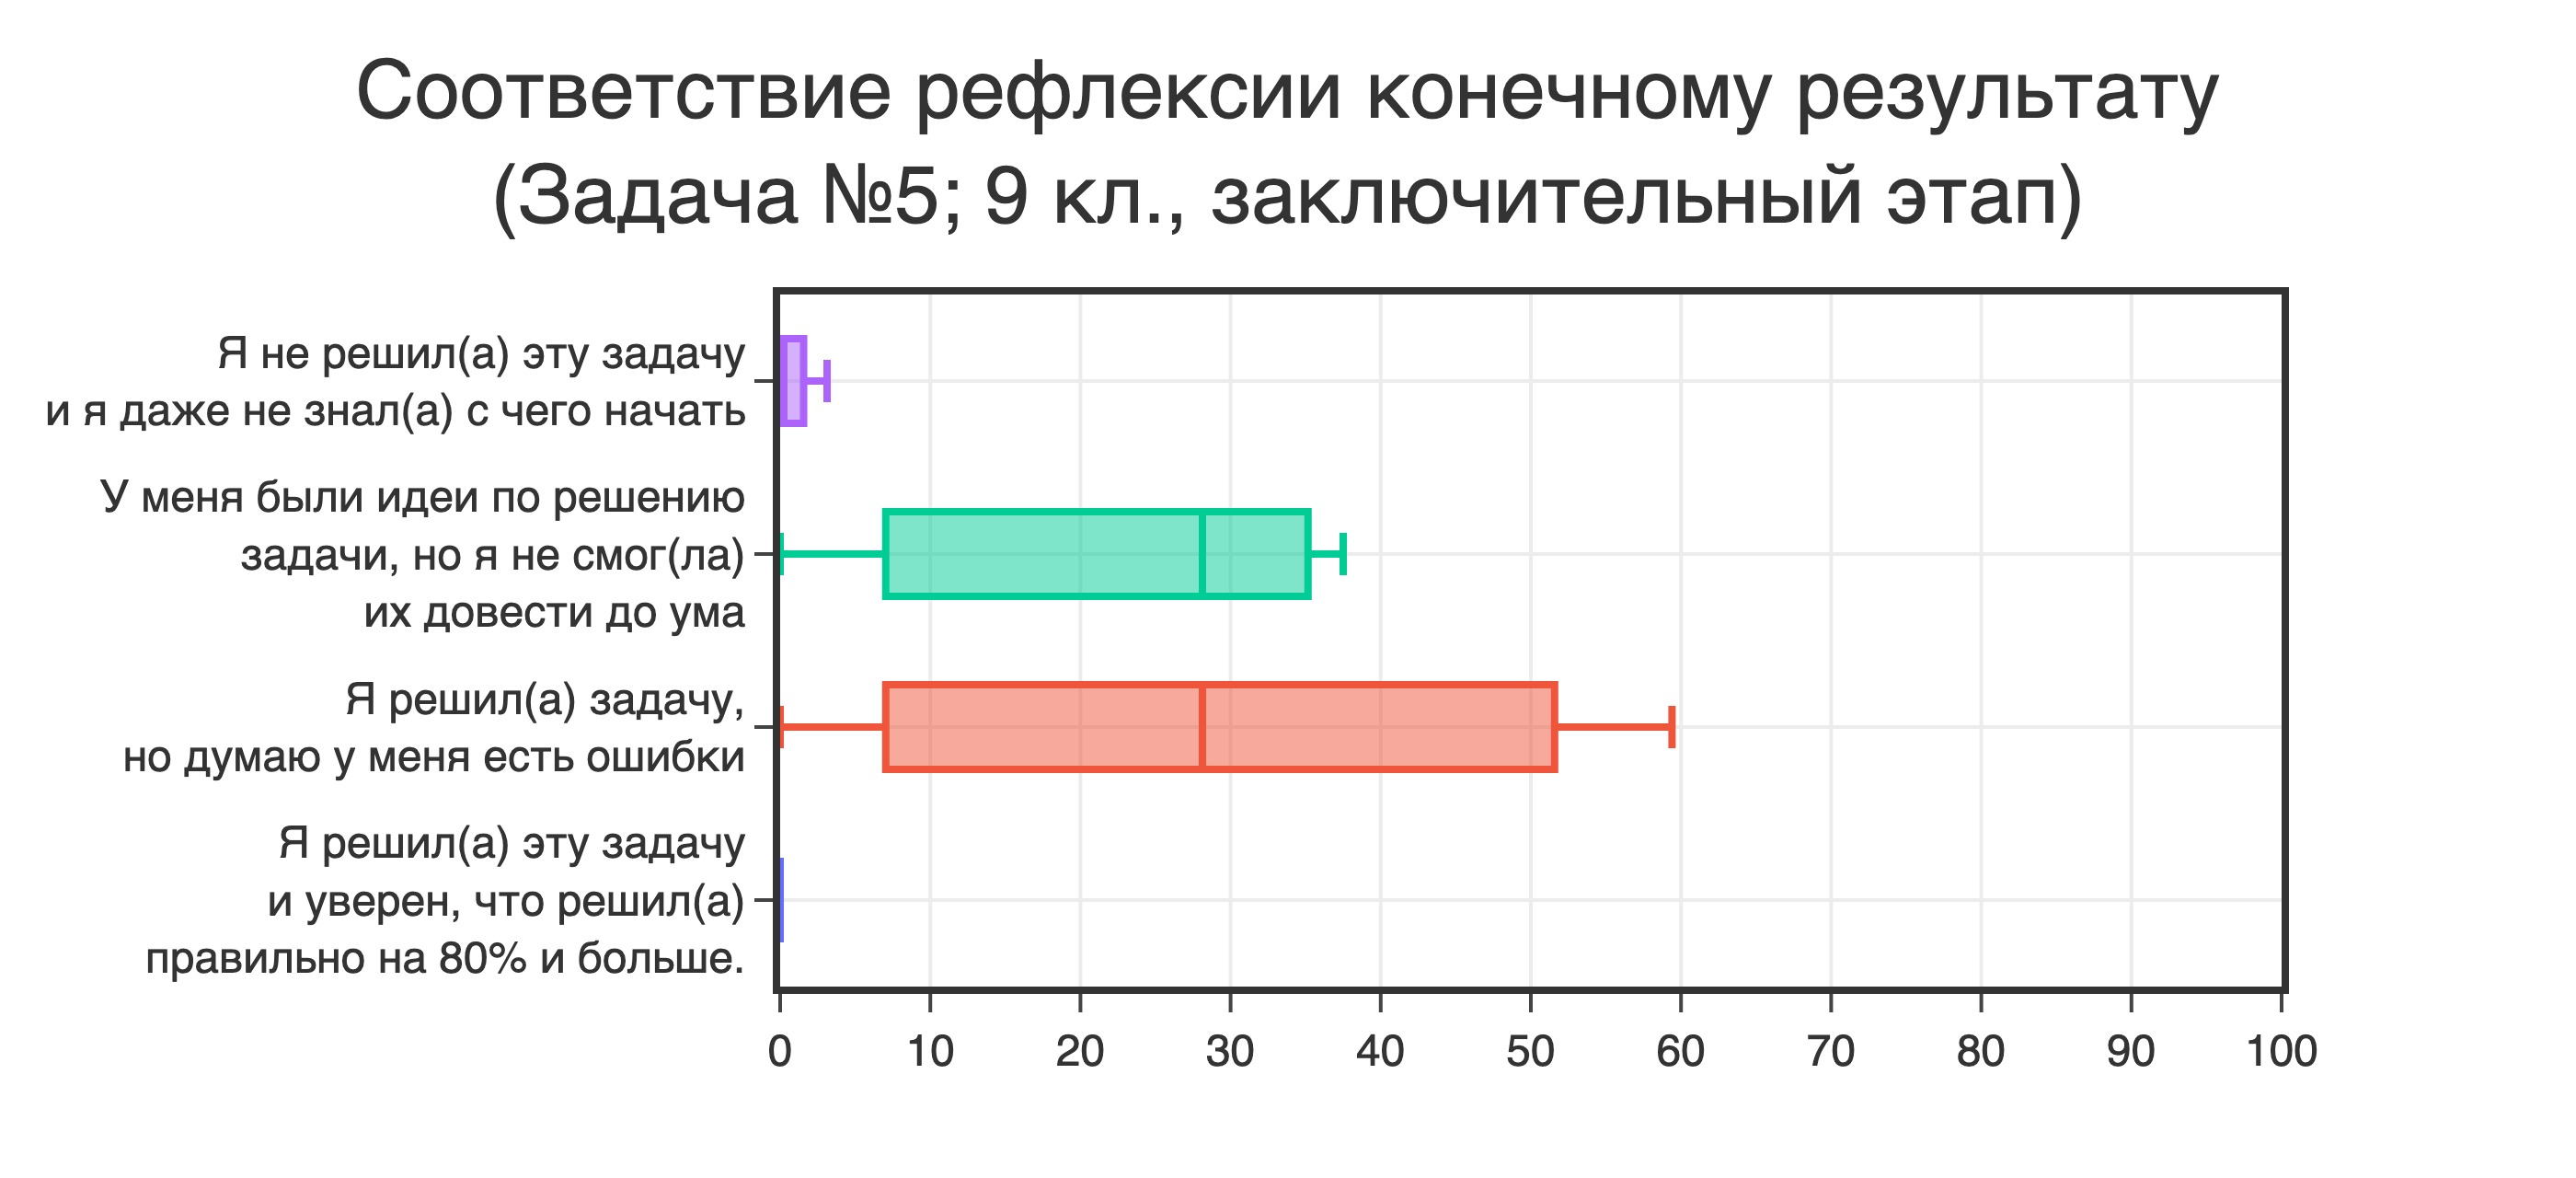 Соответствие рефлексии конечному результату
(Задача №5; 9 кл., заключительный этап)
Я не решил(а) эту задачу
и я даже не знал(а) с чего начать
У меня были идеи по решению
задачи, но я не смог(ла)
их довести до ума
Я решил(а) задачу,
но думаю у меня есть ошибки
Я решил(а) эту задачу
и уверен, что решил(а)
правильно на 80% и больше.
0 10 20 30 40 50 60 70 80 90 100